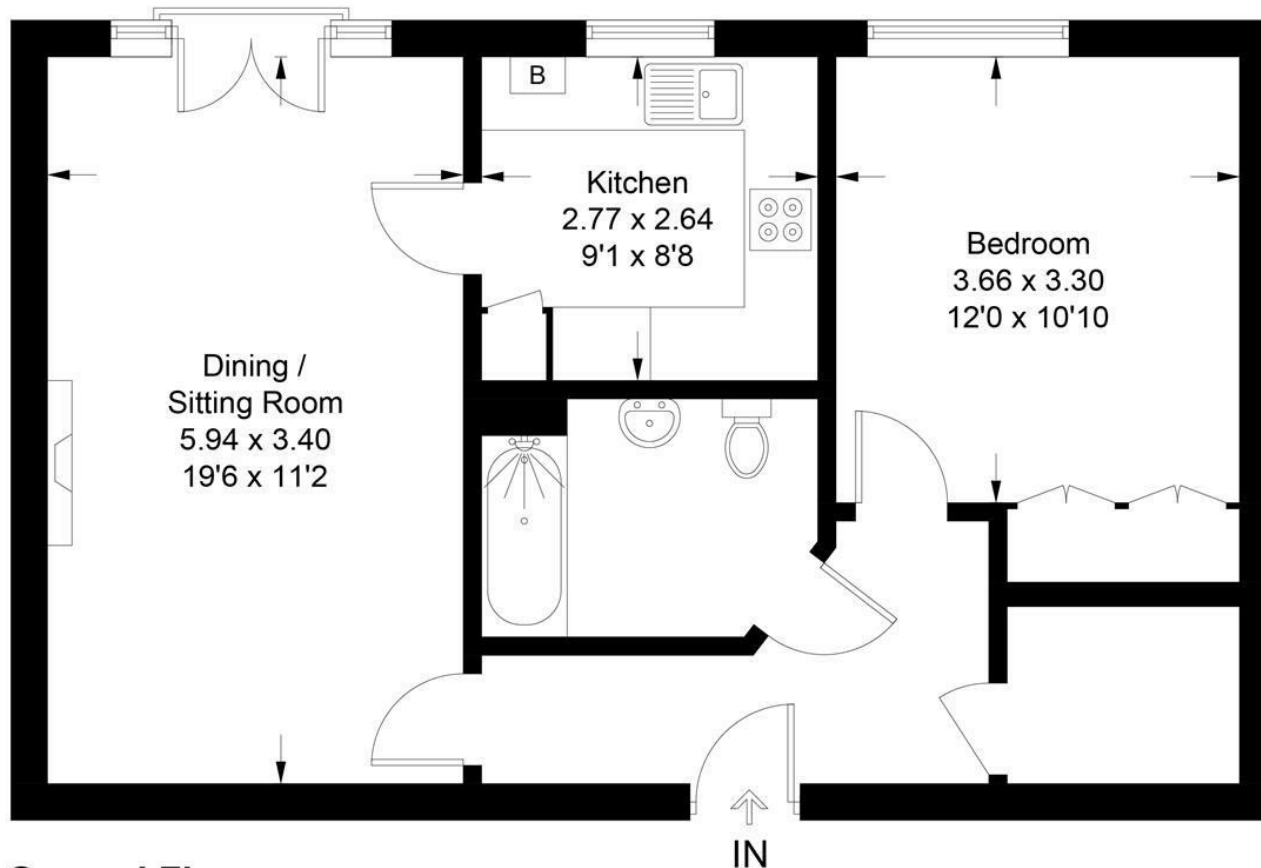 B
Kitchen
2.77 x 2.64
9'1 x 8'8
Bedroom
3.66 x 3.30
12'0 x 10'10
Dining /
Sitting Room
5.94 x 3.40
19'6 x 11'2
IN